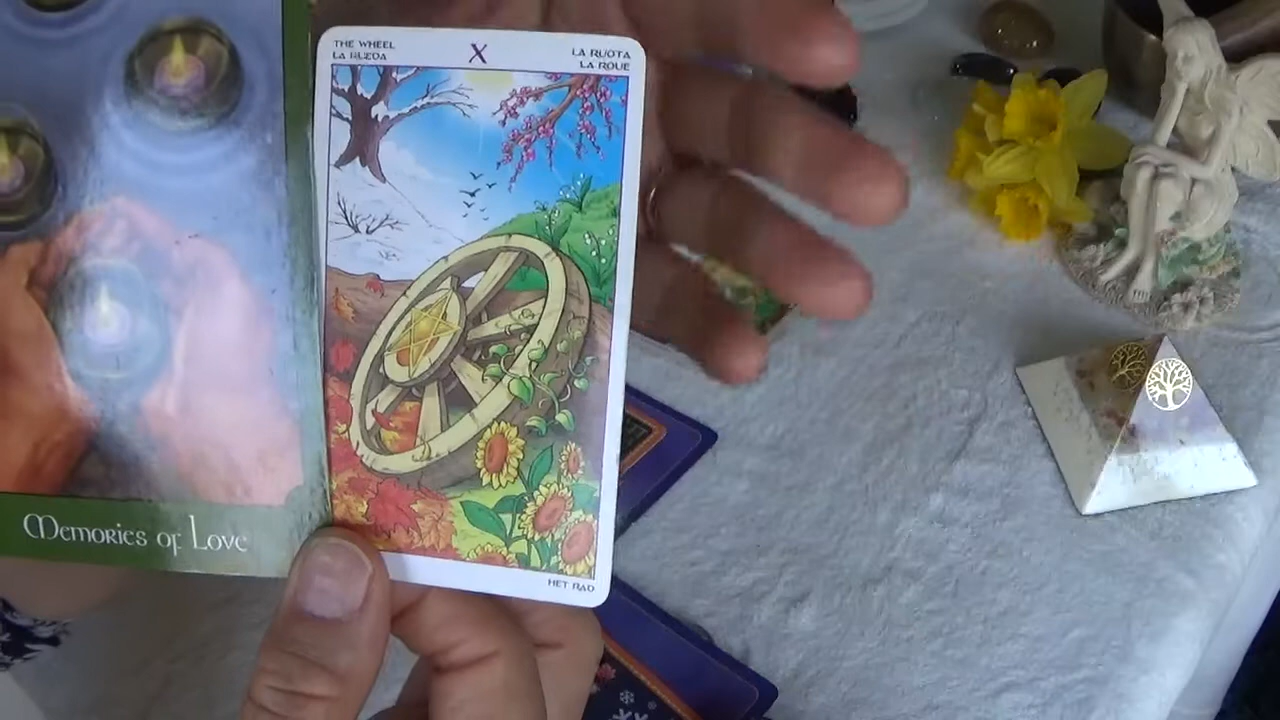 THE WHEEL
LA RUEDA
X
LA RUOTA
LA ROUE
HET RAD
Memories of Love